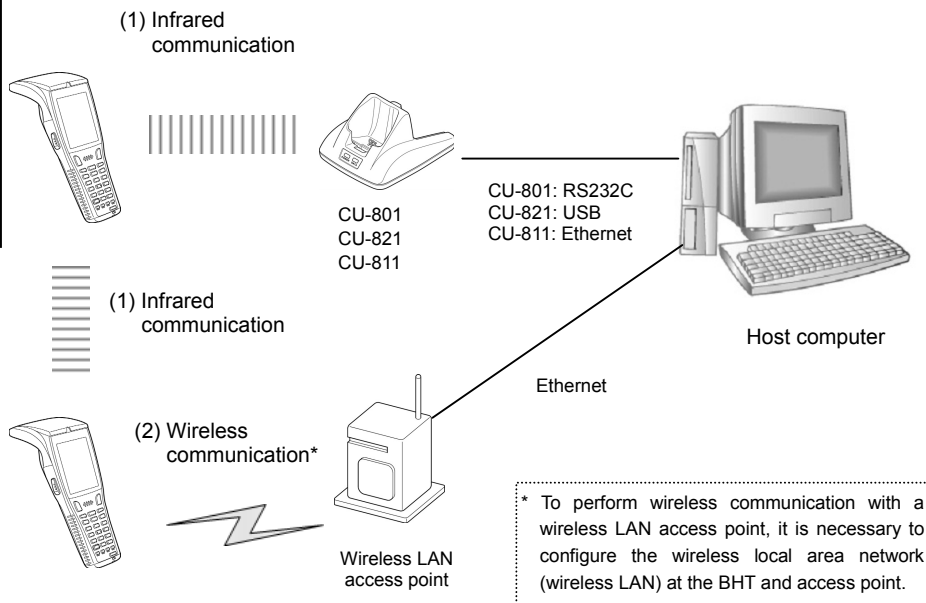 (1) Infrared
communication
CU-801
CU-821
CU-811
CU-801: RS232C
CU-821: USB
CU-811: Ethernet
(1) Infrared
communication
Host computer
Ethernet
(2) Wireless
communication*
Wireless LAN
access point
* To perform wireless communication with a
wireless LAN access point, it is necessary to
configure the wireless local area network
(wireless LAN) at the BHT and access point.